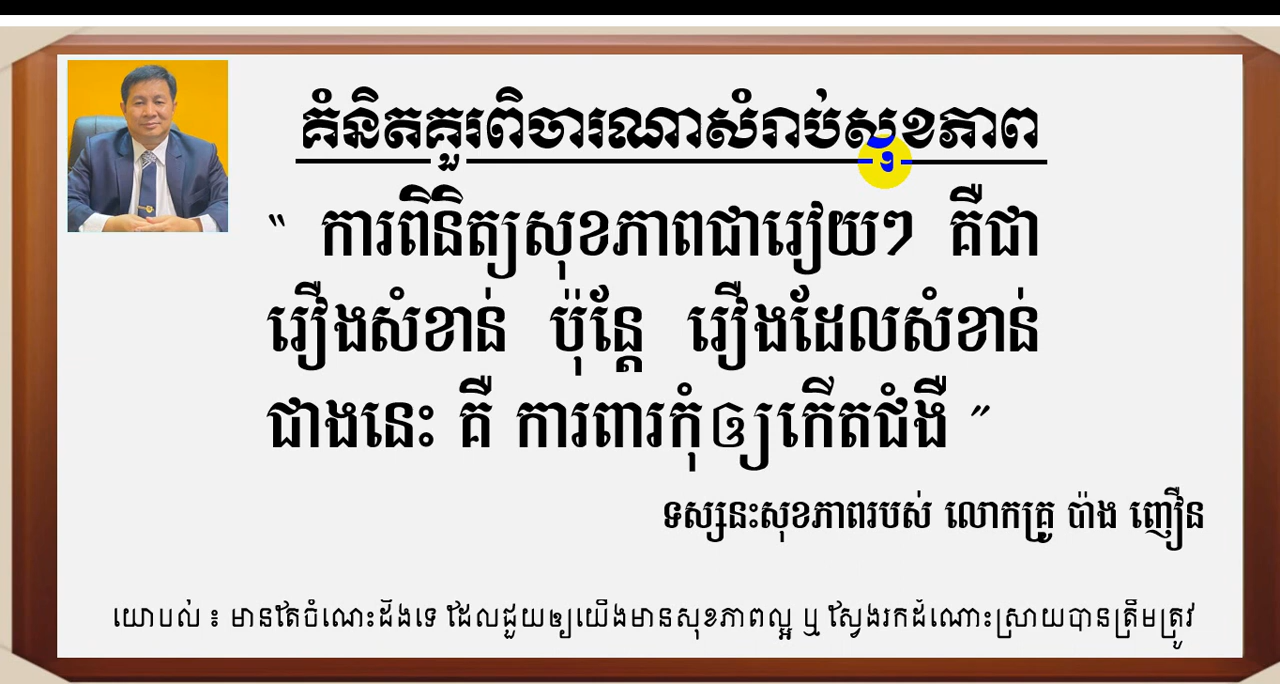 គំនិតគួរពិចារណាសំរាប់សុខភាព
“ ការពិនិត្យសុខភាពជារៀយៗ គឺជា
រឿងសំខាន់ ប៉ុន្តែ រឿងដែលសំខាន់
ជាងនេះ គឺ ការពារកុំឲ្យកើតជំងឺ ”
ទស្សនះសុខភាពរបស់ លោកគ្រូ ប៉ាង ញឿន
យោបល់ ៖ មានតែចំណេះដឹងទេ ដែលជួយឲ្យយើងមានសុខភាពល្អ ឬ ស្វែងរកដំណោះស្រាយបានត្រឹមត្រូវ